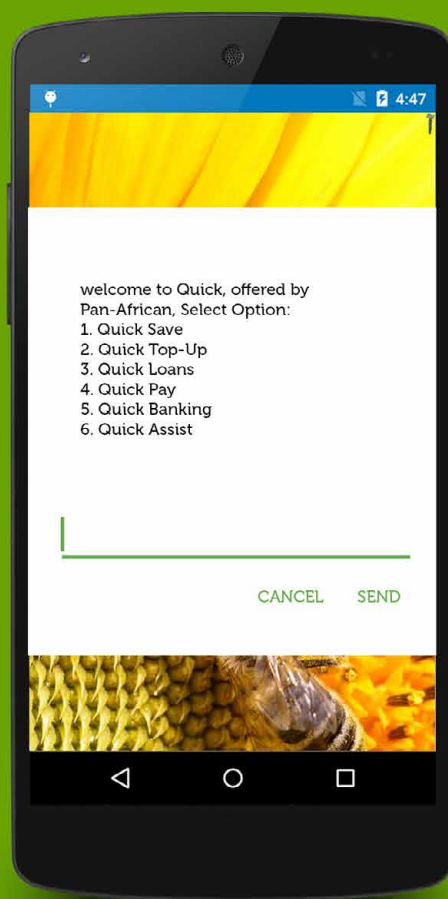 4:47
welcome to Quick, offered by
Pan-African, Select Option:
1. Quick Save
2. Quick Top-Up
3. Quick Loans
4. Quick Pay
5. Quick Banking
6. Quick Assist
CANCEL SEND